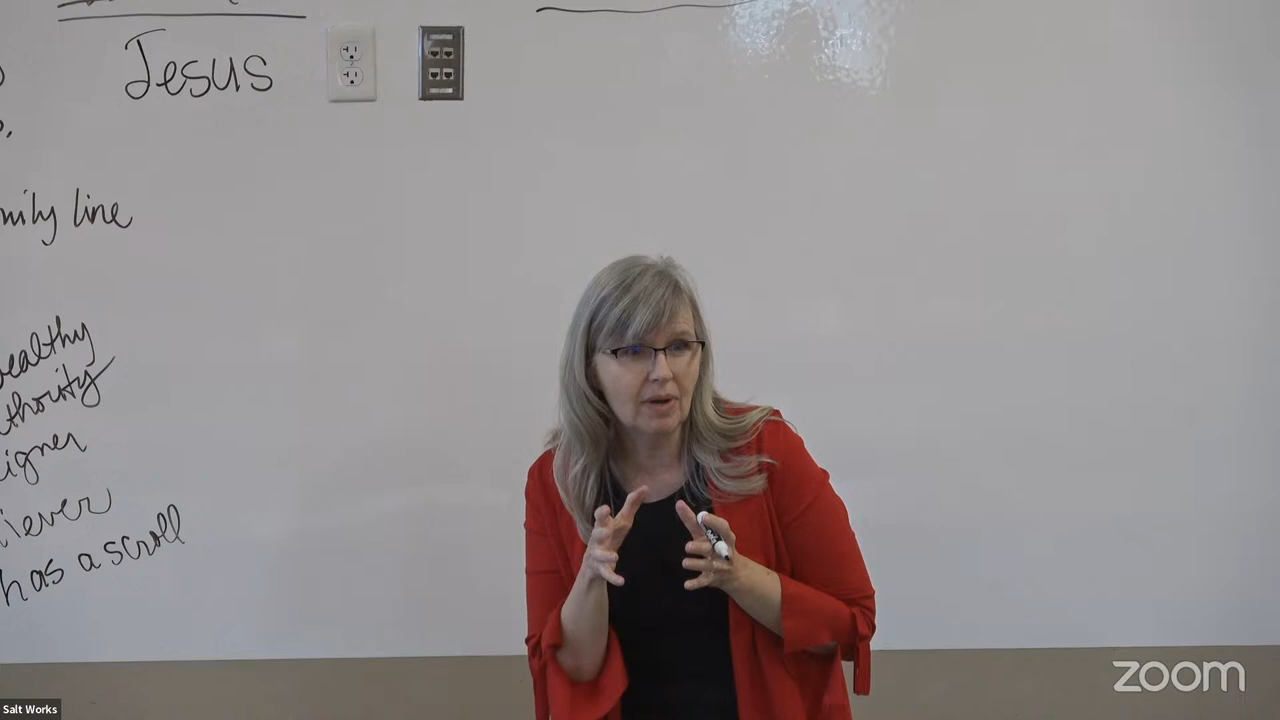 Jesus
mily line
ealthy
thority
igner
iever
has a scroll
zoom
Salt Works